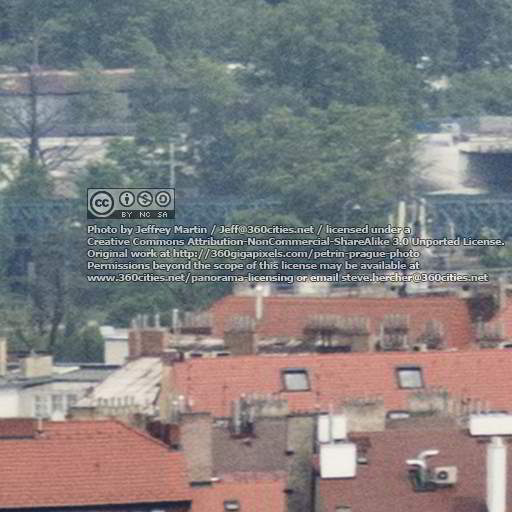 cc
BY NC SA
Photo by Jeffrey Martin / Jeff@360cities.net / licensed under a
Creative Commons Attribution-NonCommercial-ShareAlike 3.0 Unported License.
Original work at http://360gigapixels.com/petrin-prague-photo
Permissions beyond the scope of this license may be available at
www.360cities.net/panorama-licensing or email steve.hercher@360cities.net